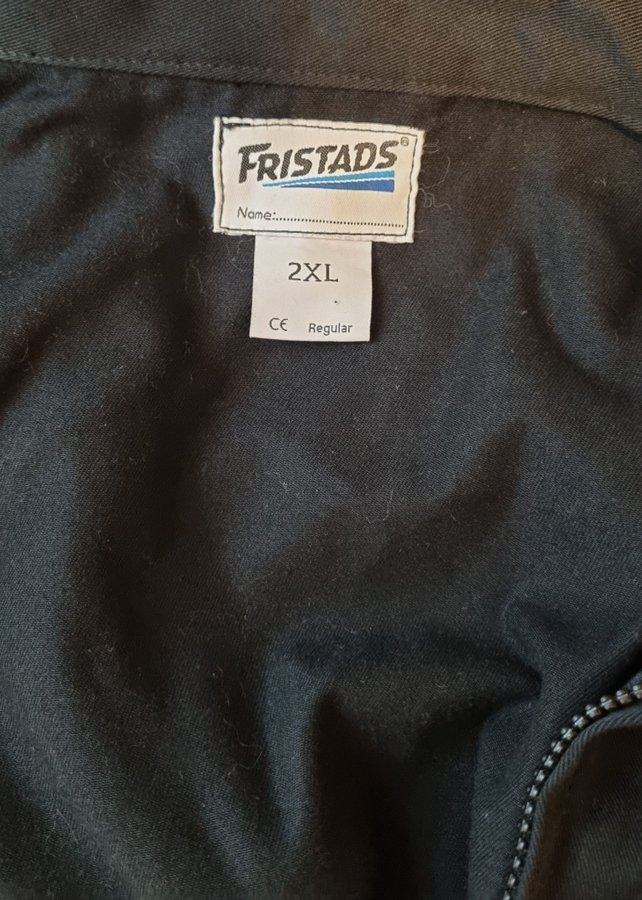 FRISTADS®
Name:................................
2XL
CE Regular